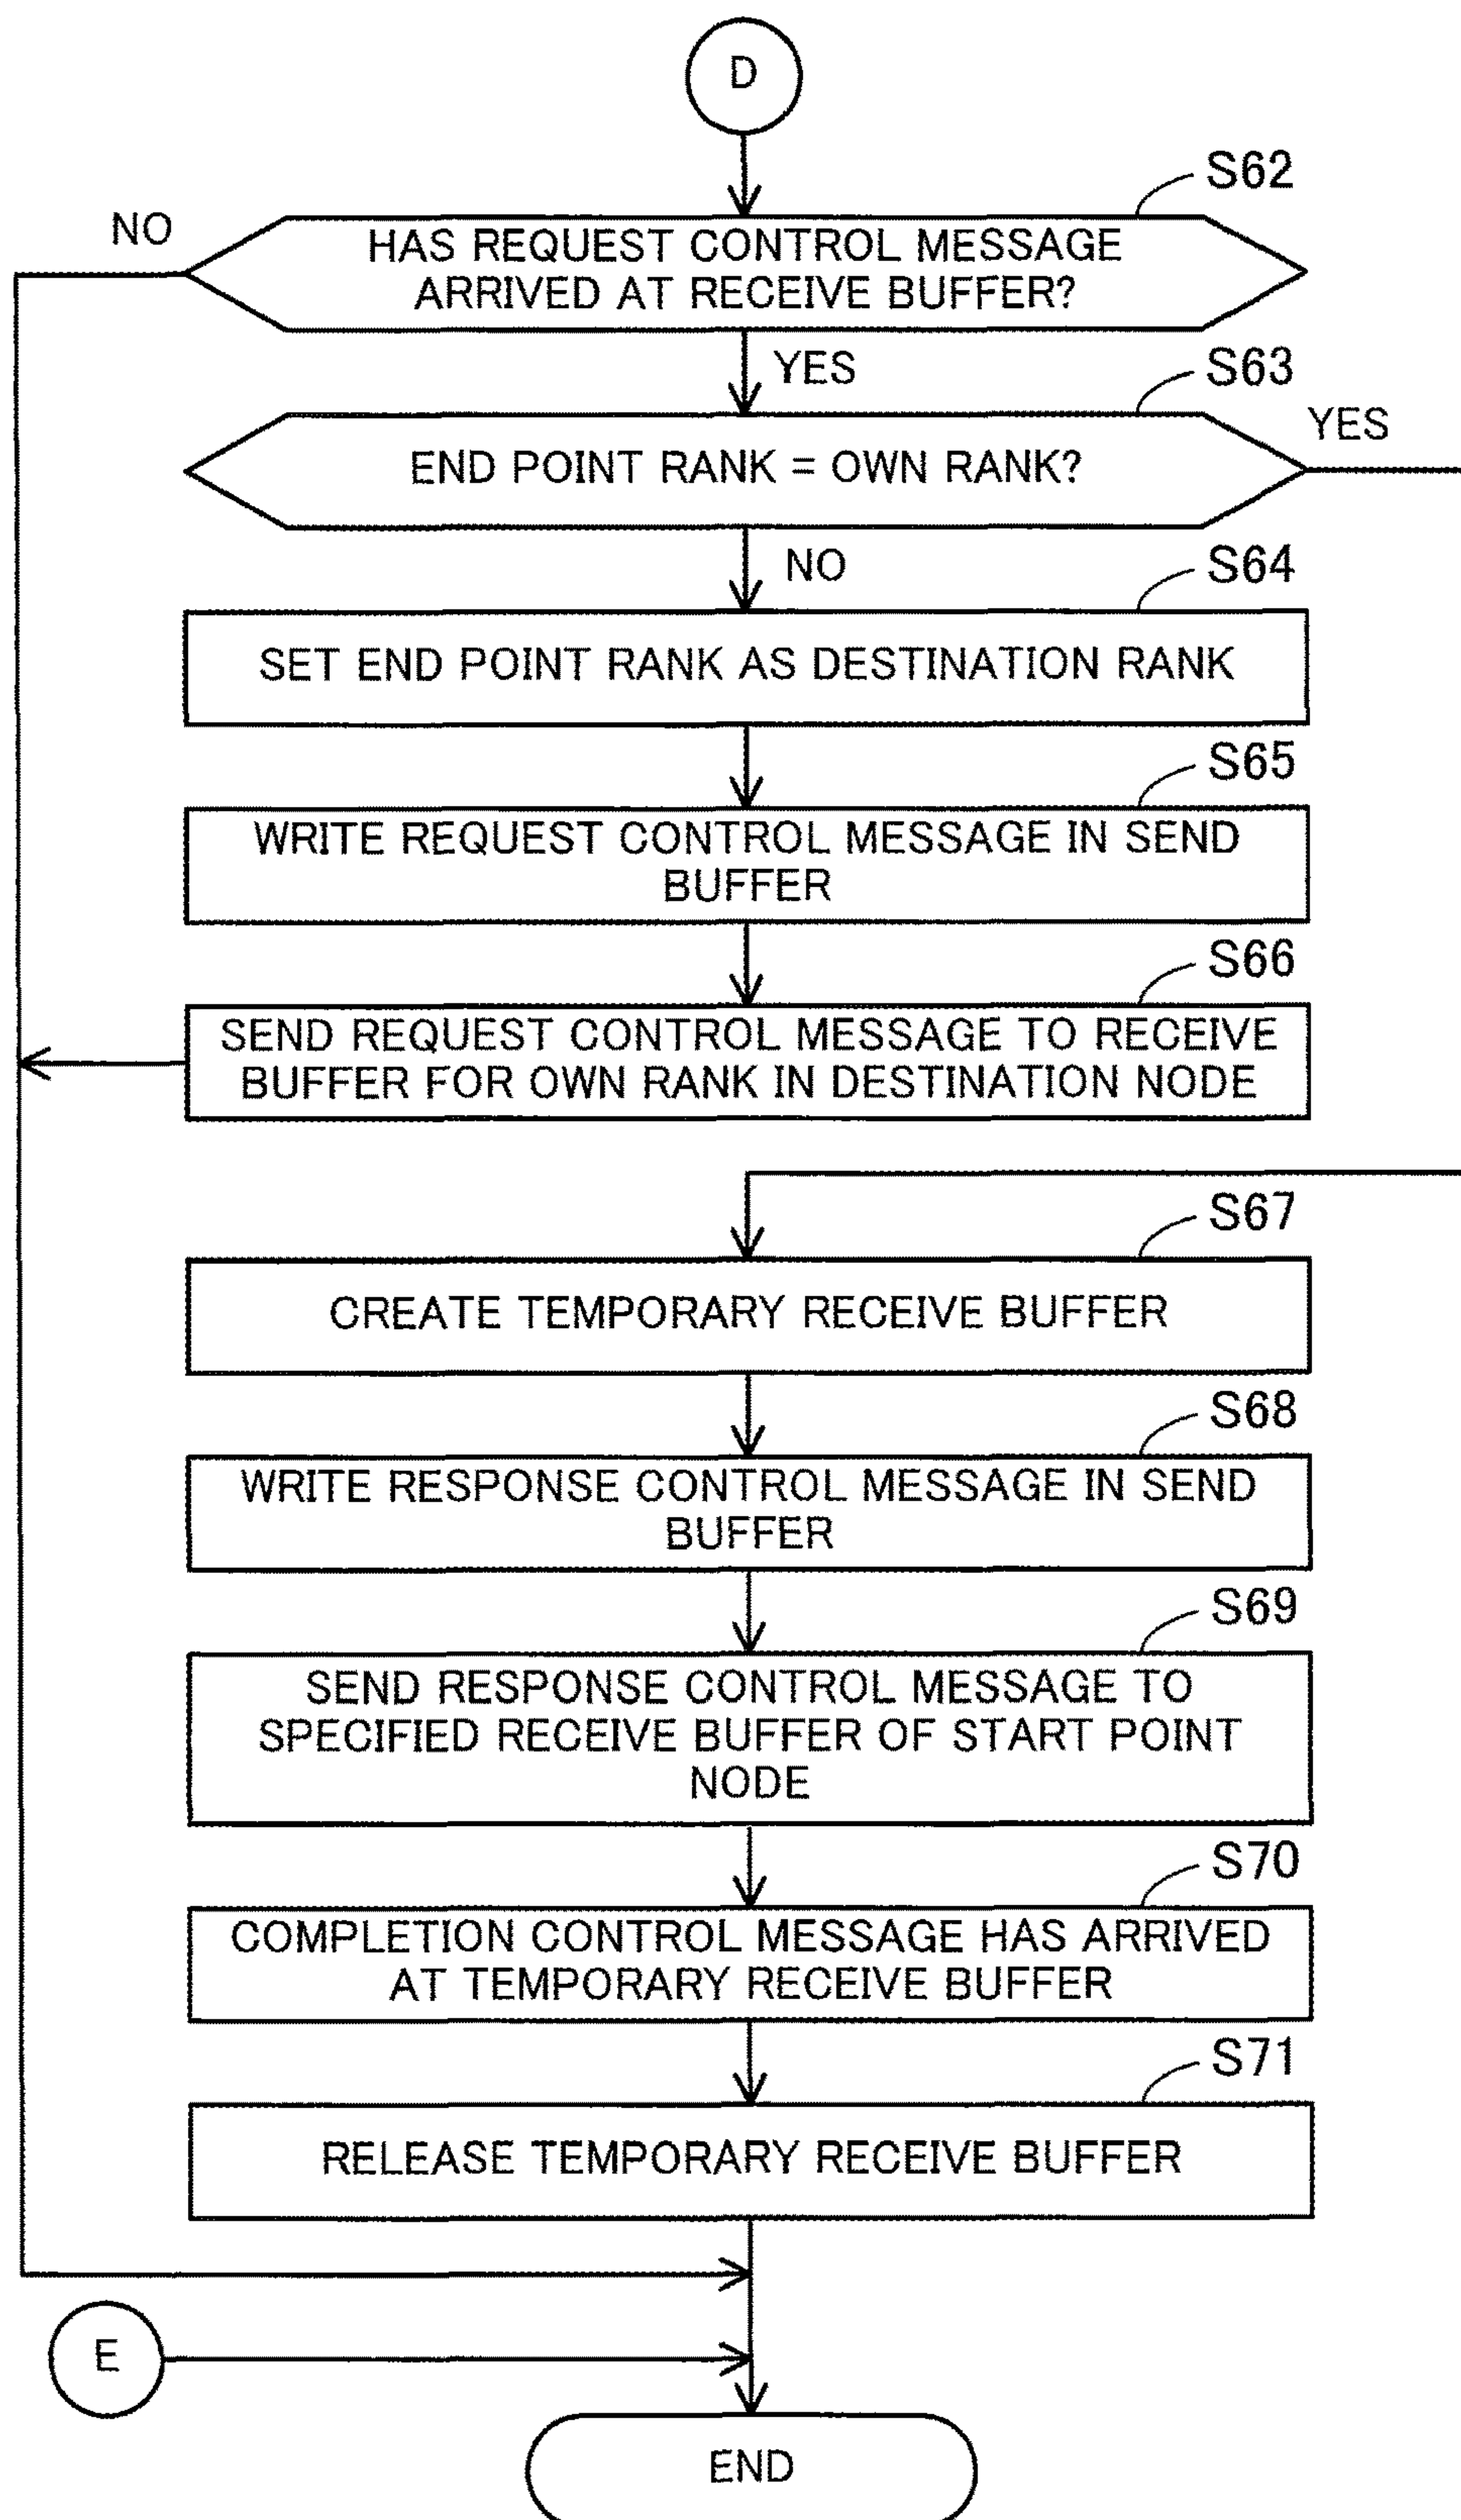 D
S62
NO
HAS REQUEST CONTROL MESSAGE
ARRIVED AT RECEIVE BUFFER?
YES
S63
YES
END POINT RANK = OWN RANK?
NO
S64
SET END POINT RANK AS DESTINATION RANK
S65
WRITE REQUEST CONTROL MESSAGE IN SEND
BUFFER
S66
SEND REQUEST CONTROL MESSAGE TO RECEIVE
BUFFER FOR OWN RANK IN DESTINATION NODE
S67
CREATE TEMPORARY RECEIVE BUFFER
S68
WRITE RESPONSE CONTROL MESSAGE IN SEND
BUFFER
S69
SEND RESPONSE CONTROL MESSAGE TO
SPECIFIED RECEIVE BUFFER OF START POINT
NODE
S70
COMPLETION CONTROL MESSAGE HAS ARRIVED
AT TEMPORARY RECEIVE BUFFER
S71
RELEASE TEMPORARY RECEIVE BUFFER
E
END